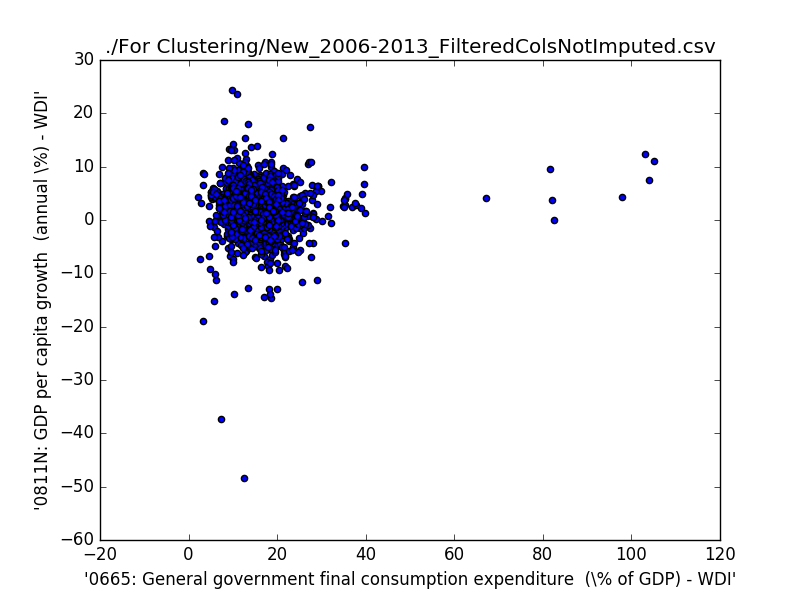 ./For Clustering/New_2006-2013_FilteredColsNotImputed.csv
30
20
10
0
−10
−20
−30
−40
−50
−60
'0811N: GDP per capita growth  (annual \%) - WDI'
−20 0 20 40 60 80 100 120
'0665: General government final consumption expenditure  (\% of GDP) - WDI'